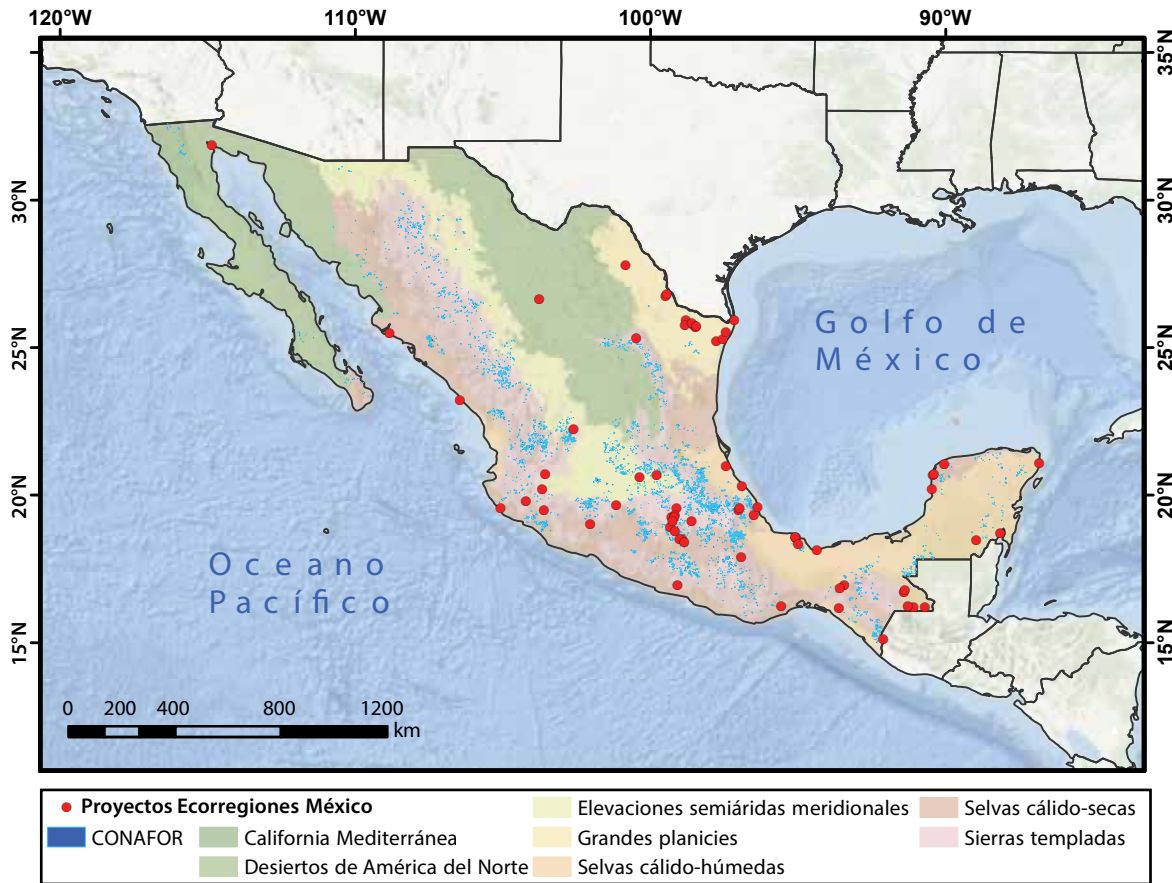 120°W 110°W 100°W 90°W
35°N 35°N
30°N 30°N
25°N 25°N
20°N 20°N
15°N 15°N
Golfo de
México
Oceano
Pacífico
0 200 400 800 1200
km
Proyectos Ecorregiones México
CONAFOR
California Mediterránea
Desiertos de América del Norte
Elevaciones semiáridas meridionales
Grandes planicies
Selvas cálido-húmedas
Selvas cálido-secas
Sierras templadas